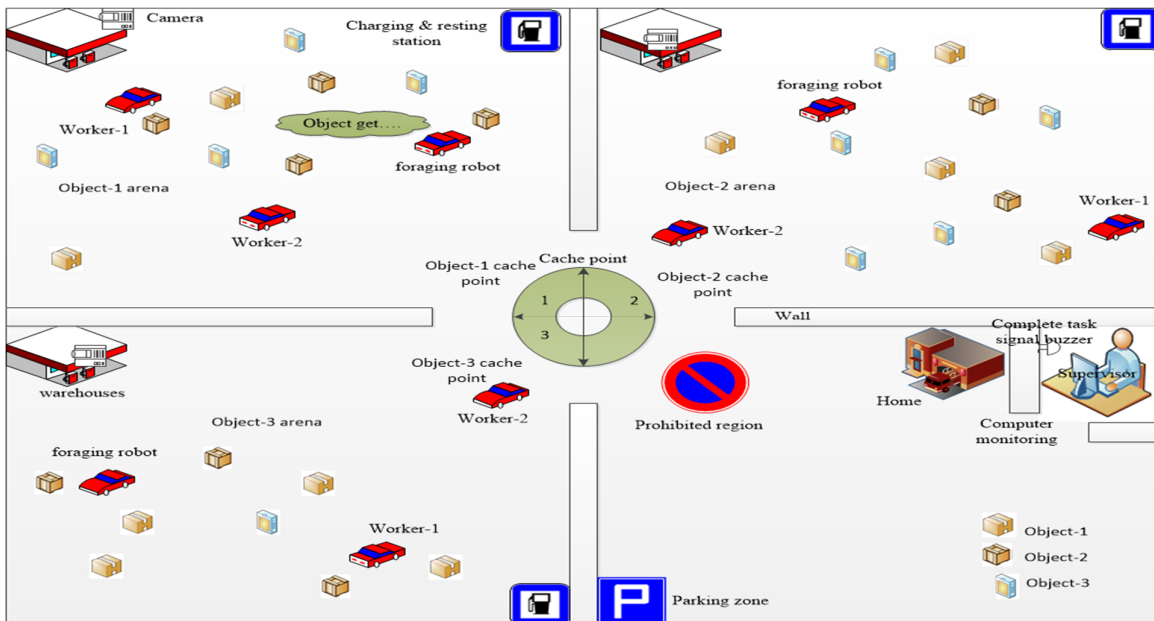 Camera
Charging & resting
station
Worker-1
Object get....
foraging robot
Object-1 arena
Worker-2
foraging robot
Object-2 arena
Worker-1
Worker-2
Object-1 cache
point
Cache point
Object-2 cache
point
1
2
3
Wall
Object-3 cache
point
Worker-2
warehouses
Object-3 arena
foraging robot
Worker-1
Prohibited region
Home
Complete task
signal buzzer
Supervisor
Computer
monitoring
Object-1
Object-2
Object-3
P
Parking zone